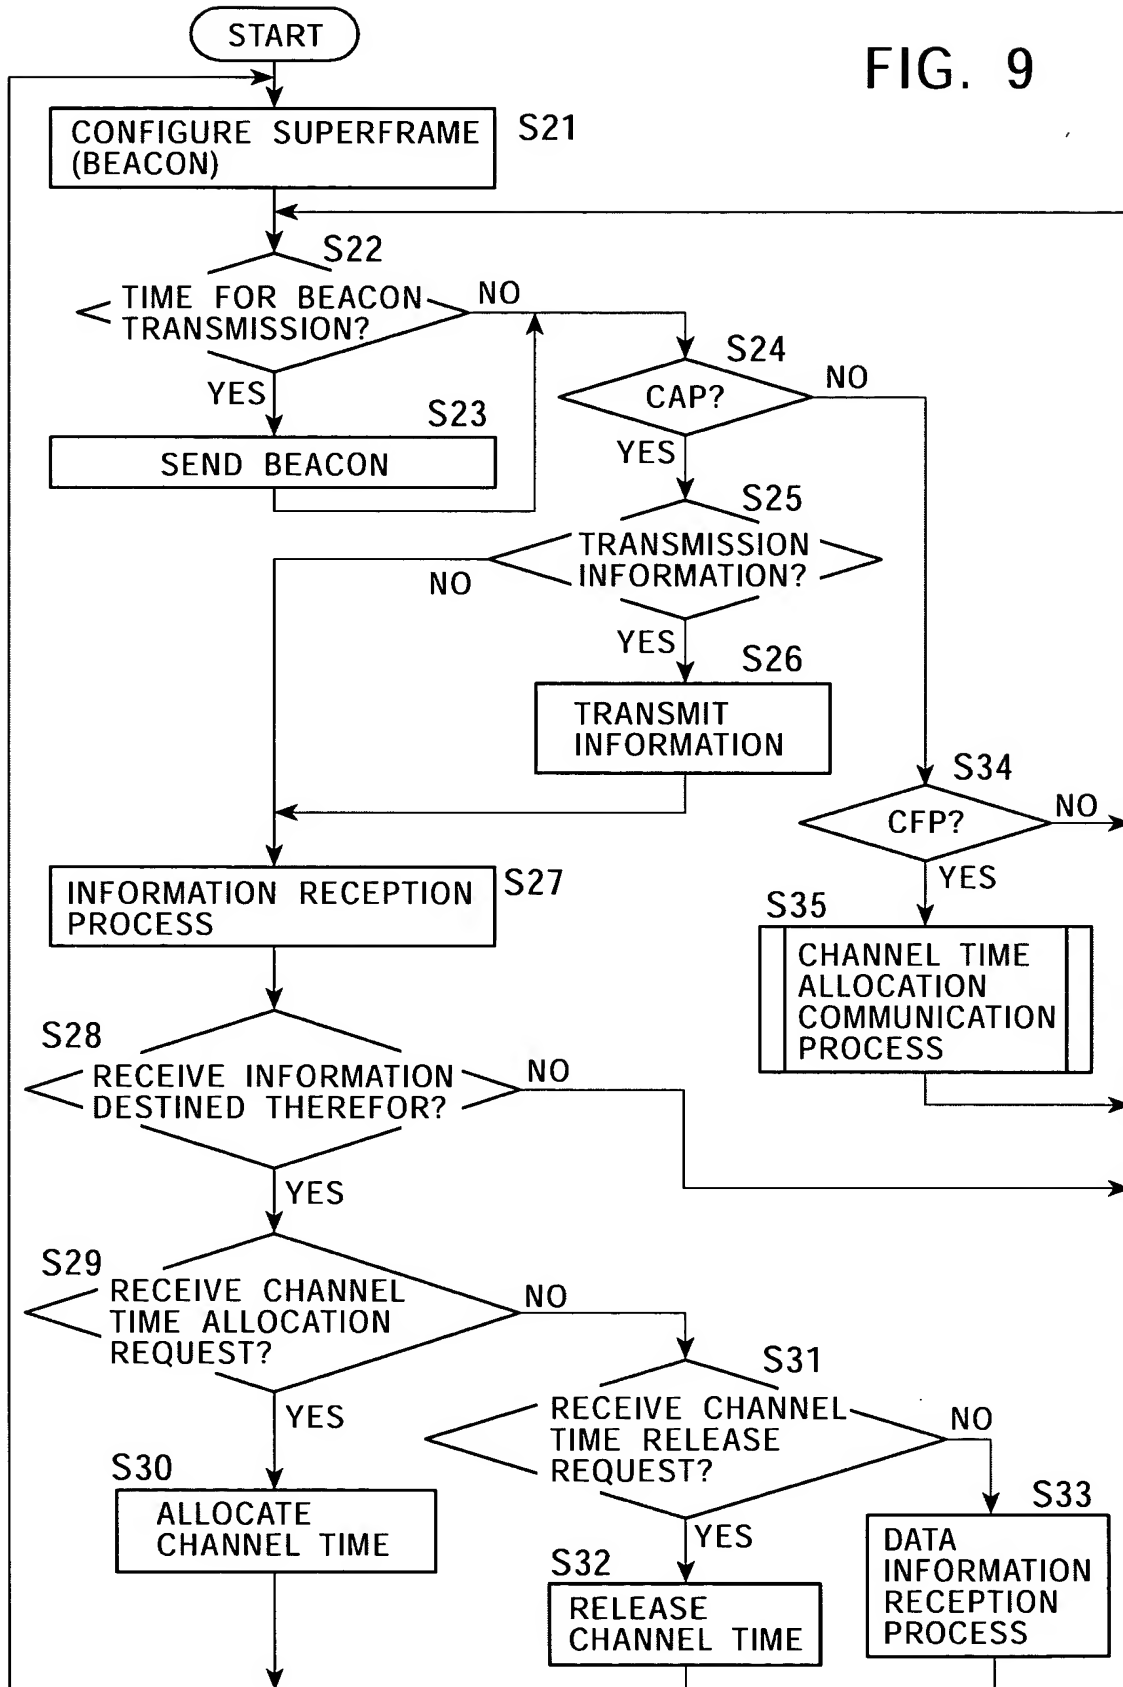 START
FIG. 9
CONFIGURE SUPERFRAME
(BEACON)
S21
S22
TIME FOR BEACON
TRANSMISSION?
NO
YES
S23
SEND BEACON
S24
CAP?
NO
YES
S25
TRANSMISSION
INFORMATION?
NO
YES
S26
TRANSMIT
INFORMATION
S34
CFP?
NO
YES
S35
CHANNEL TIME
ALLOCATION
COMMUNICATION
PROCESS
INFORMATION RECEPTION
PROCESS
S27
S28
RECEIVE INFORMATION
DESTINED THEREFOR?
NO
YES
S29
RECEIVE CHANNEL
TIME ALLOCATION
REQUEST?
NO
YES
S30
ALLOCATE
CHANNEL TIME
S31
RECEIVE CHANNEL
TIME RELEASE
REQUEST?
NO
YES
S32
RELEASE
CHANNEL TIME
S33
DATA
INFORMATION
RECEPTION
PROCESS